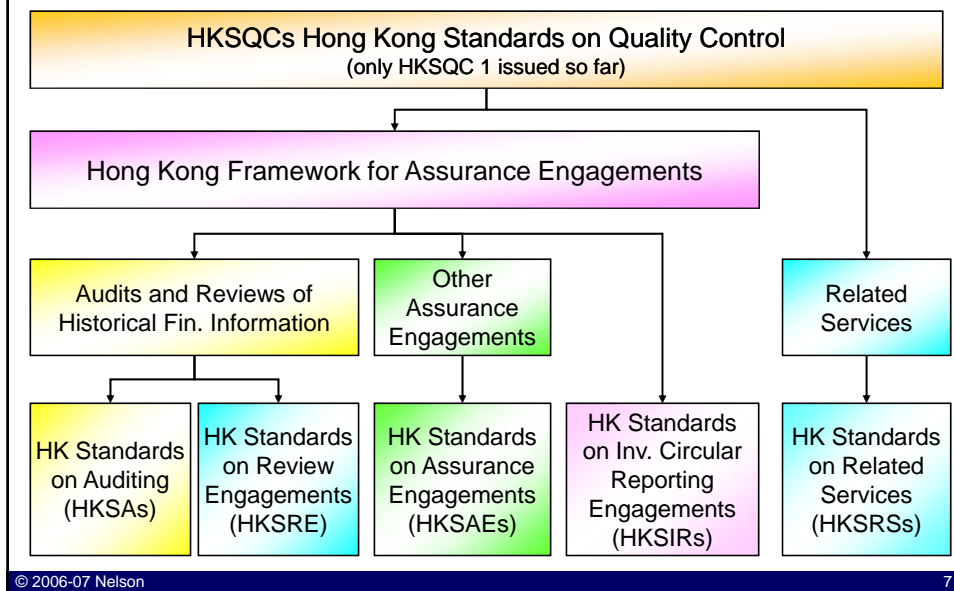 HKSQCs Hong Kong Standards on Quality Control
(only HKSQC 1 issued so far)
Hong Kong Framework for Assurance Engagements
Audits and Reviews of
Historical Fin. Information
Other
Assurance
Engagements
Related
Services
HK Standards
on Auditing
(HKSAs)
HK Standards
on Review
Engagements
(HKSRE)
HK Standards
on Assurance
Engagements
(HKSAEs)
HK Standards
on Inv. Circular
Reporting
Engagements
(HKSIRs)
HK Standards
on Related
Services
(HKSRSs)
© 2006-07 Nelson
7